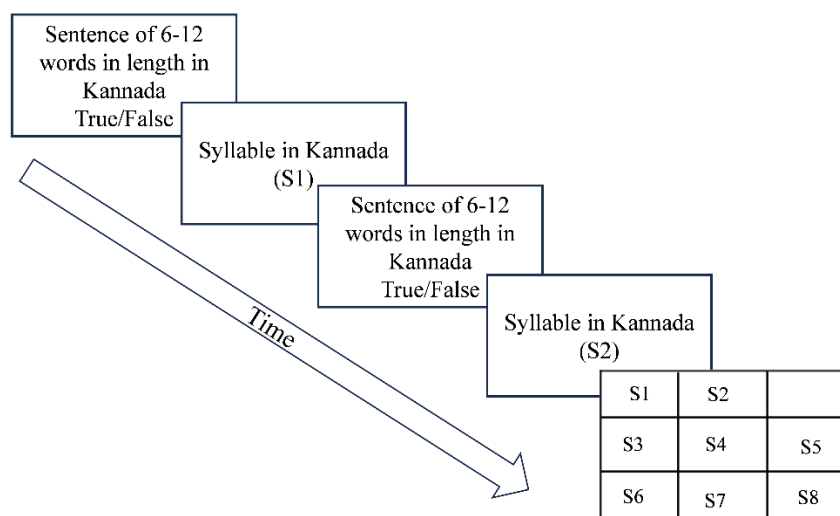 Sentence of 6-12
words in length in
Kannada
True/False
Syllable in Kannada
(S1)
Sentence of 6-12
words in length in
Kannada
True/False
Syllable in Kannada
(S2)
Time
S1 S2
S3 S4 S5
S6 S7 S8